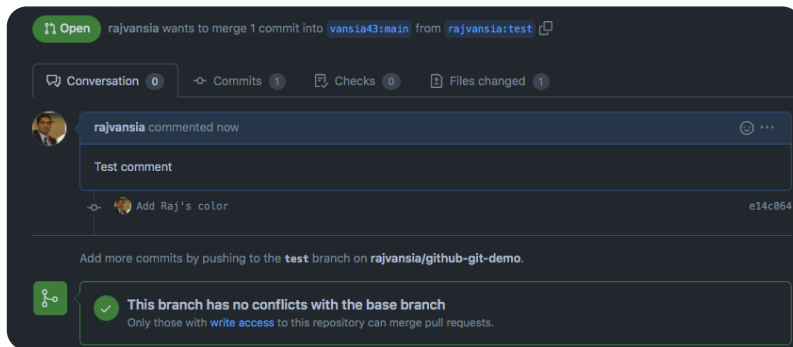 Open rajvansia wants to merge 1 commit into vansia43:main from rajvansia:test
Conversation 0 Commits 1 Checks 0 Files changed 1
rajvansia commented now
Test comment
Add Raj's color e14c064
Add more commits by pushing to the test branch on rajvansia/github-git-demo.
This branch has no conflicts with the base branch
Only those with write access to this repository can merge pull requests.